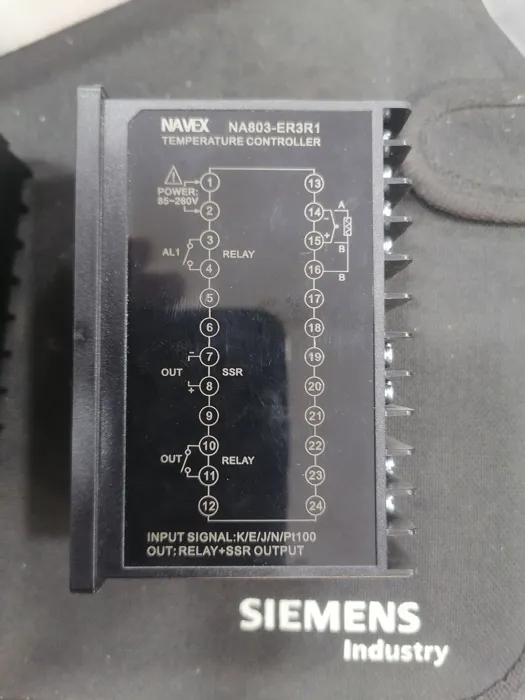 NAVEX NA803-ER3R1
TEMPERATURE CONTROLLER
POWER:
85~260V
1
2
3
AL1
RELAY
4
5
6
7
-
OUT
SSR
8
+
9
10
OUT
RELAY
11
12
13
A
14
-
15
+
B
16
B
17
18
19
20
21
22
23
24
INPUT SIGNAL:K/E/J/N/Pt100
OUT: RELAY+SSR OUTPUT
SIEMENS
Industry